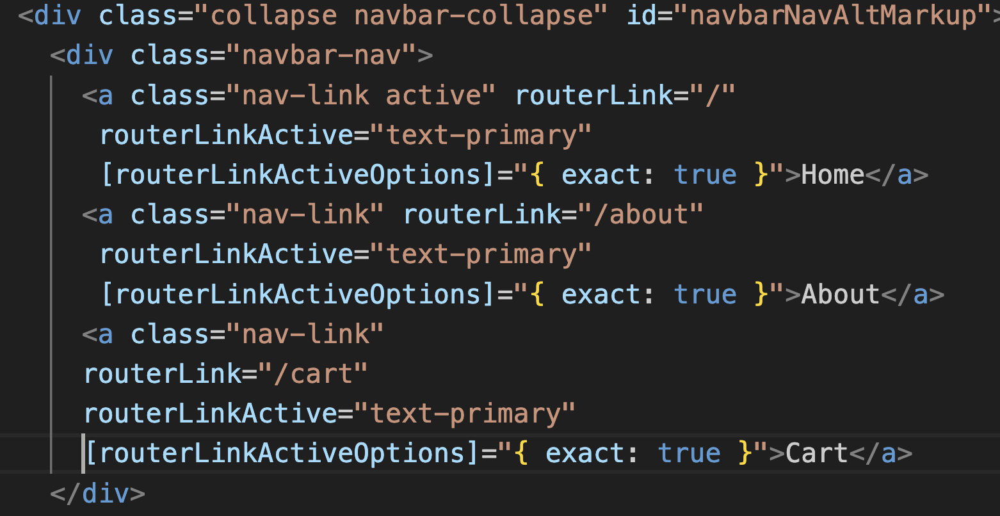 <div class="collapse navbar-collapse" id="navbarNavAltMarkup">
<div class="navbar-nav">
<a class="nav-link active" routerLink="/"
routerLinkActive="text-primary"
[routerLinkActiveOptions]="{ exact: true }">Home</a>
<a class="nav-link" routerLink="/about"
routerLinkActive="text-primary"
[routerLinkActiveOptions]="{ exact: true }">About</a>
<a class="nav-link"
routerLink="/cart"
routerLinkActive="text-primary"
[routerLinkActiveOptions]="{ exact: true }">Cart</a>
</div>